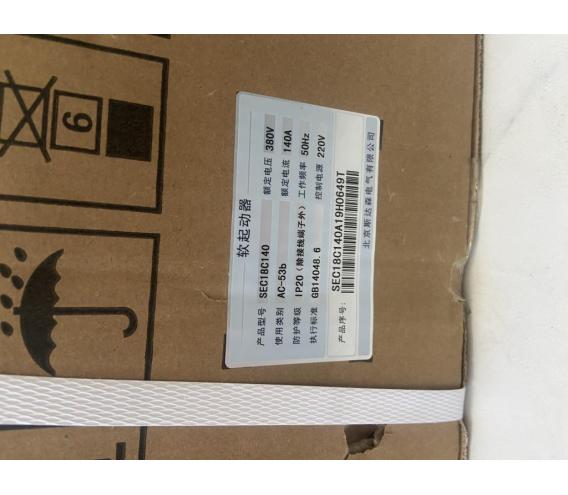 软起动器
产品型号 SEC18C140 额定电压 380V
使用类别 AC-53b 额定电流 140A
防护等级 IP20(除接线端子外) 工作频率 50Hz
执行标准 GB14048.6 控制电源 220V
产品序号: SEC18C140A19H0649T
北京斯达森电气有限公司
6